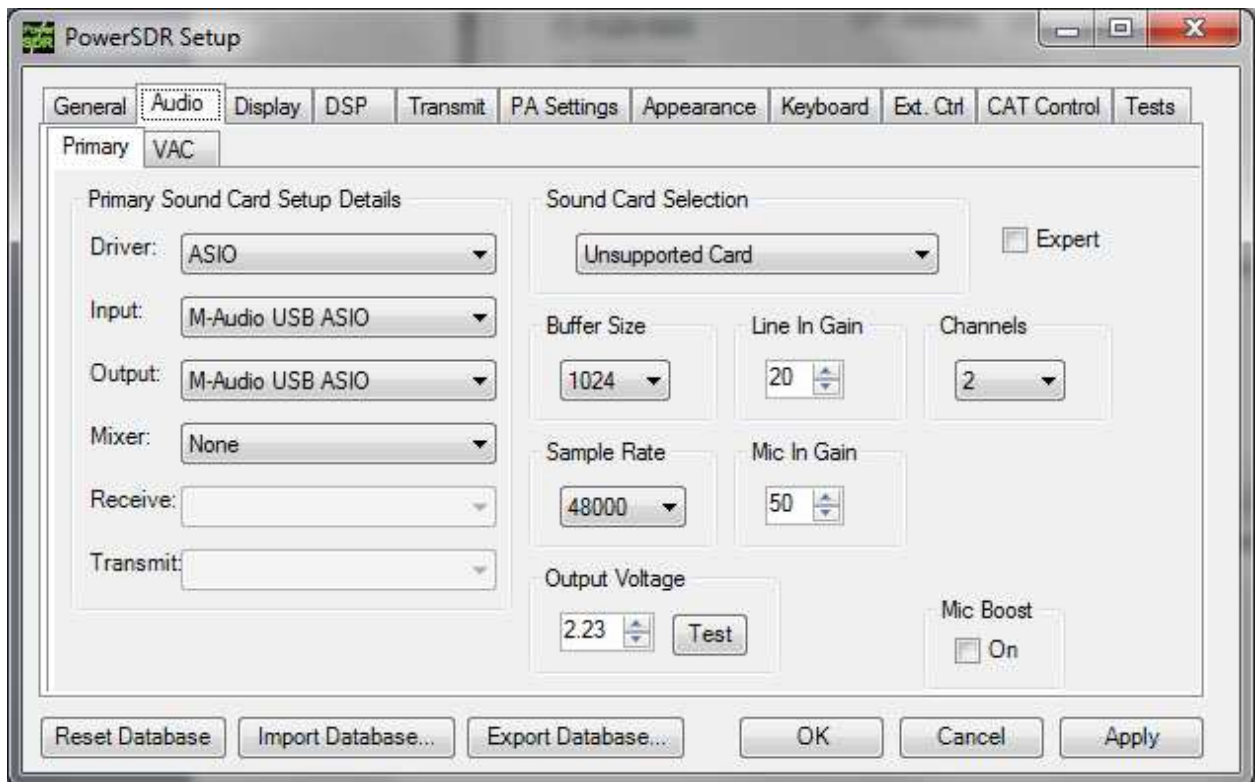 PowerSDR Setup
General Audio Display DSP Transmit PA Settings Appearance Keyboard Ext. Ctrl CAT Control Tests
Primary VAC
Primary Sound Card Setup Details
Driver: ASIO
Input: M-Audio USB ASIO
Output: M-Audio USB ASIO
Mixer: None
Receive:
Transmit:
Sound Card Selection
Unsupported Card
Expert
Buffer Size Line In Gain Channels
1024 20 2
Sample Rate Mic In Gain
48000 50
Output Voltage
2.23 Test
Mic Boost
On
Reset Database Import Database... Export Database... OK Cancel Apply